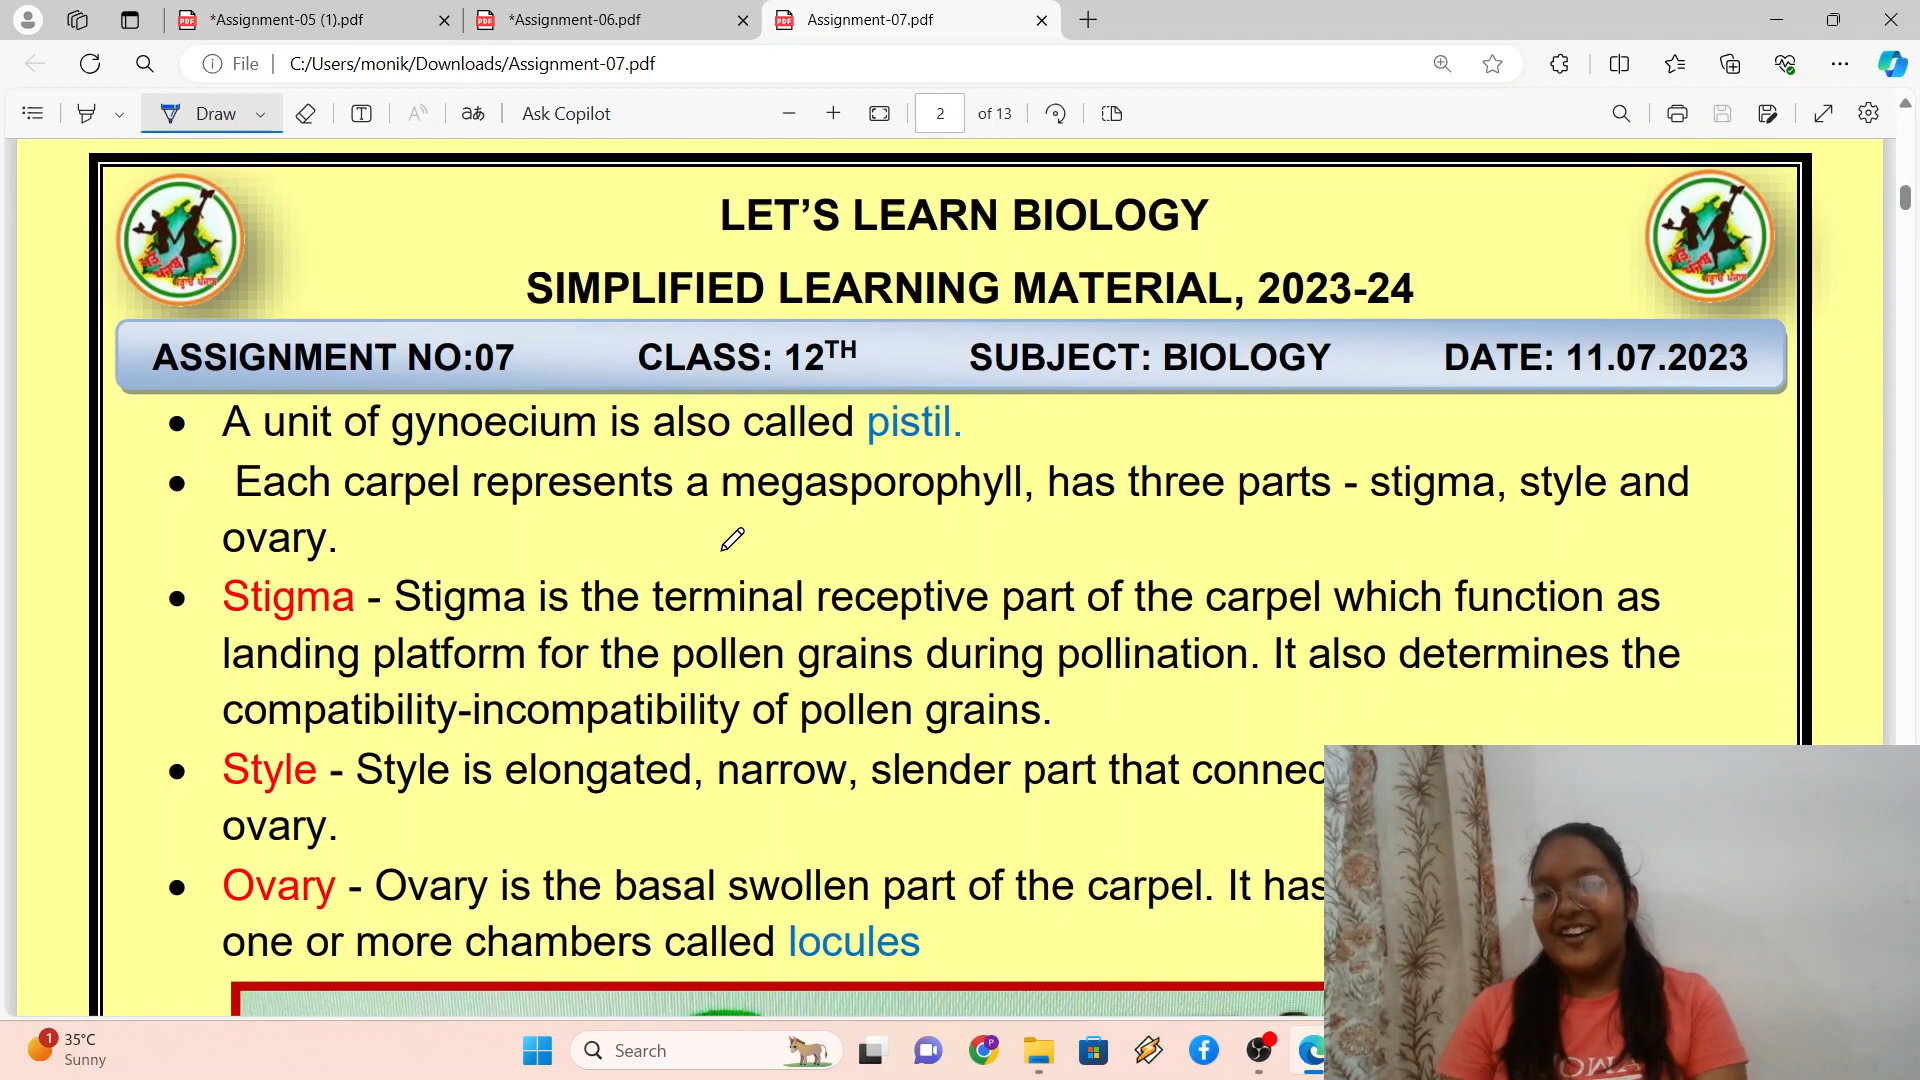 *Assignment-05 (1).pdf
*Assignment-06.pdf
Assignment-07.pdf
File
C:/Users/monik/Downloads/Assignment-07.pdf
Draw
aあ
Ask Copilot
2
of 13
LET’S LEARN BIOLOGY
SIMPLIFIED LEARNING MATERIAL, 2023-24
ASSIGNMENT NO:07 CLASS: 12TH SUBJECT: BIOLOGY DATE: 11.07.2023
• A unit of gynoecium is also called pistil.
• Each carpel represents a megasporophyll, has three parts - stigma, style and
ovary.
• Stigma - Stigma is the terminal receptive part of the carpel which function as
landing platform for the pollen grains during pollination. It also determines the
compatibility-incompatibility of pollen grains.
• Style - Style is elongated, narrow, slender part that connec
ovary.
• Ovary - Ovary is the basal swollen part of the carpel. It has
one or more chambers called locules
1
35°C
Sunny
Search